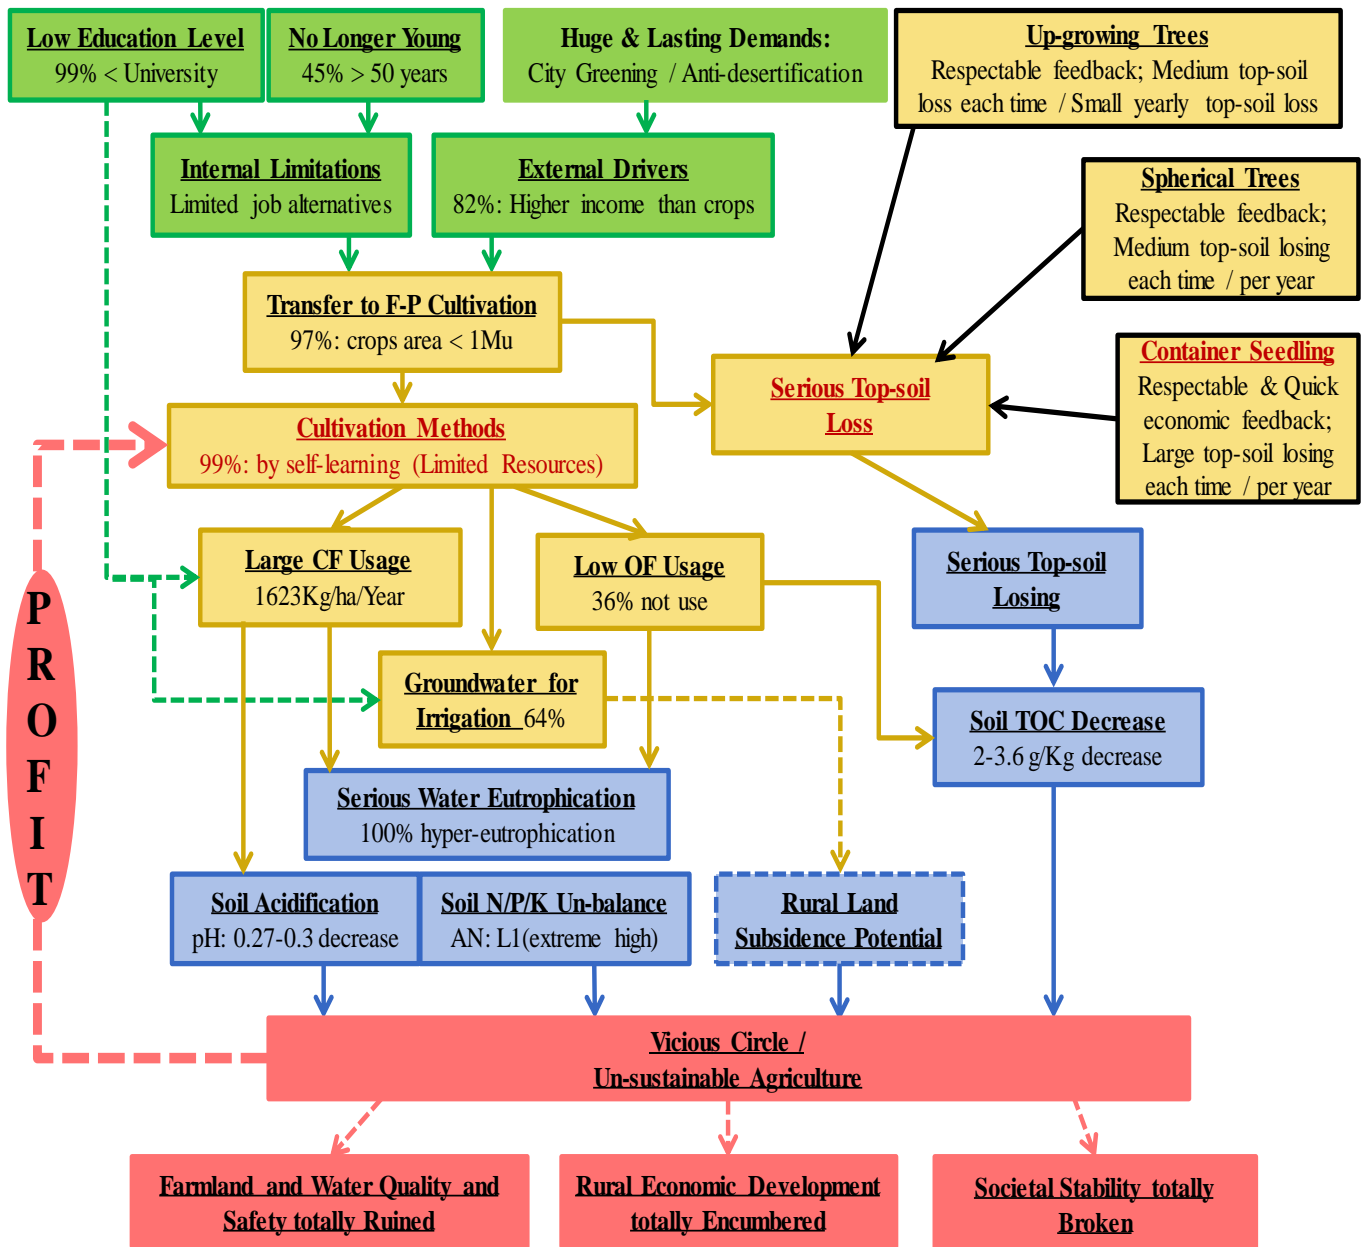 Low Education Level
99% < University
No Longer Young
45% > 50 years
Huge & Lasting Demands:
City Greening / Anti-desertification
Up-growing Trees
Respectable feedback; Medium top-soil
loss each time / Small yearly top-soil loss
Internal Limitations
Limited job alternatives
External Drivers
82%: Higher income than crops
Spherical Trees
Respectable feedback;
Medium top-soil losing
each time / per year
Transfer to F-P Cultivation
97%: crops area < 1Mu
Container Seedling
Respectable & Quick
economic feedback;
Large top-soil losing
each time / per year
Serious Top-soil
Loss
Cultivation Methods
99%: by self-learning (Limited Resources)
Large CF Usage
1623Kg/ha/Year
Low OF Usage
36% not use
Serious Top-soil
Losing
PROFIT
Groundwater for
Irrigation 64%
Soil TOC Decrease
2-3.6 g/Kg decrease
Serious Water Eutrophication
100% hyper-eutrophication
Soil Acidification
pH: 0.27-0.3 decrease
Soil N/P/K Un-balance
AN: L1(extreme high)
Rural Land
Subsidence Potential
Vicious Circle /
Un-sustainable Agriculture
Farmland and Water Quality and
Safety totally Ruined
Rural Economic Development
totally Encumbered
Societal Stability totally
Broken